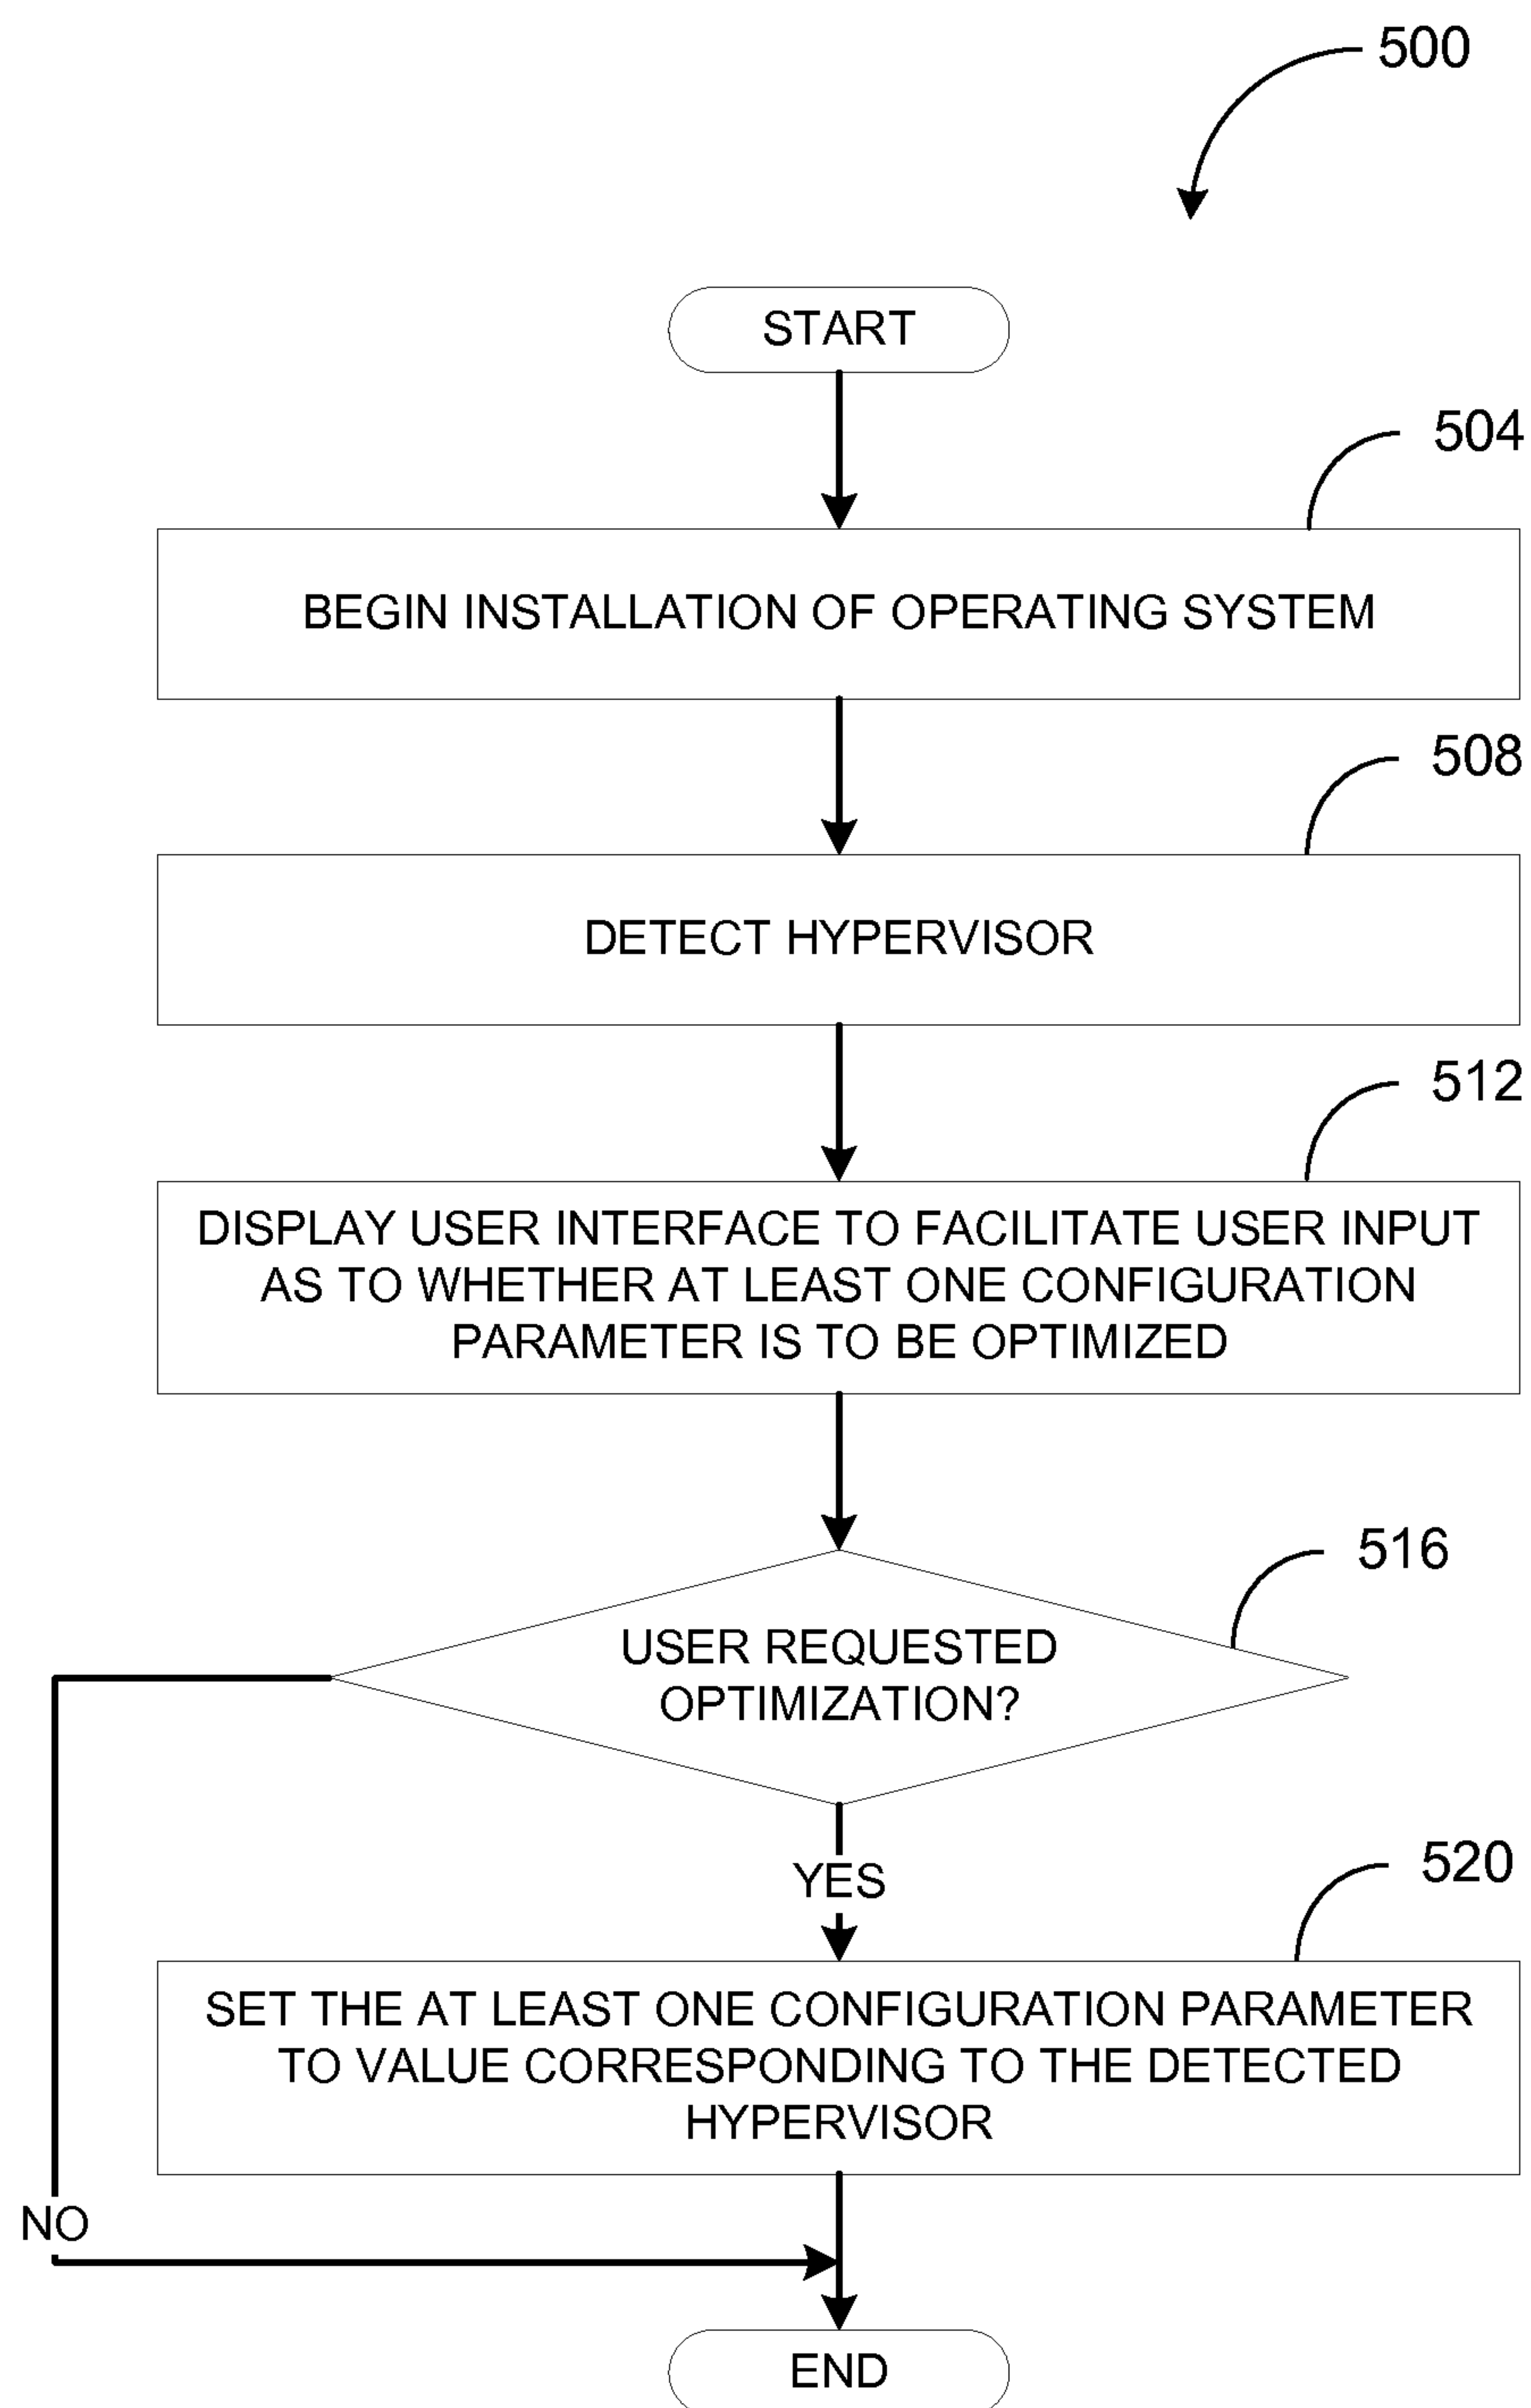 500
START
504
BEGIN INSTALLATION OF OPERATING SYSTEM
508
DETECT HYPERVISOR
512
DISPLAY USER INTERFACE TO FACILITATE USER INPUT
AS TO WHETHER AT LEAST ONE CONFIGURATION
PARAMETER IS TO BE OPTIMIZED
516
USER REQUESTED
OPTIMIZATION?
YES
520
SET THE AT LEAST ONE CONFIGURATION PARAMETER
TO VALUE CORRESPONDING TO THE DETECTED
HYPERVISOR
NO
END